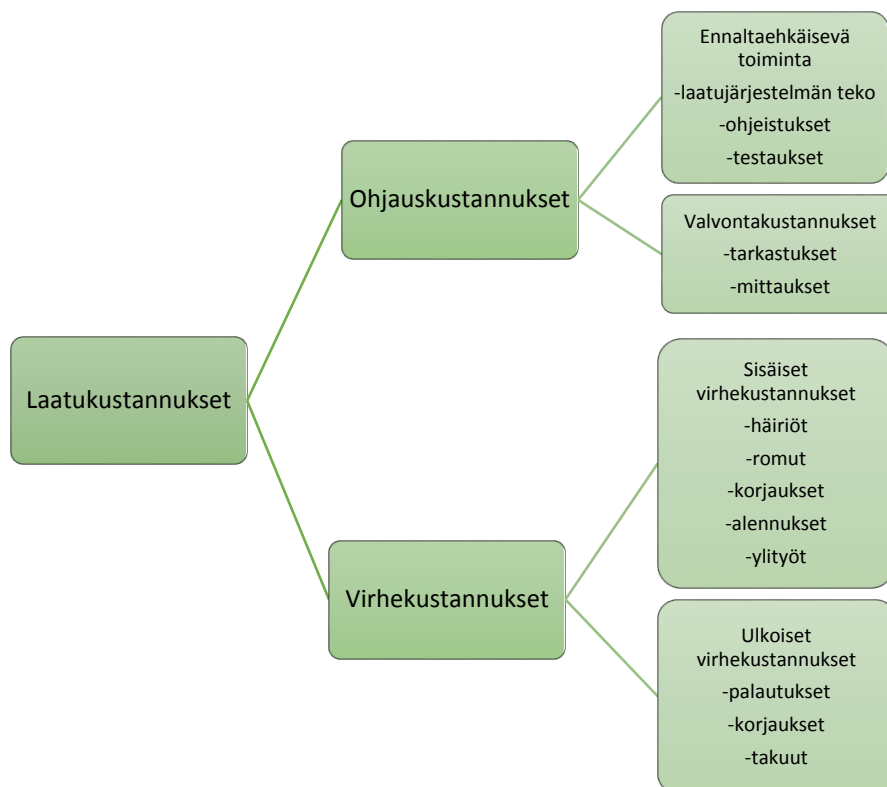 Laatukustannukset
Ohjauskustannukset
Ennaltaehkäisevä
toiminta
-laatujärjestelmän teko
-ohjeistukset
-testaukset
Valvontakustannukset
-tarkastukset
-mittaukset
Virhekustannukset
Sisäiset
virhekustannukset
-häiriöt
-romut
-korjaukset
-alennukset
-ylityöt
Ulkoiset
virhekustannukset
-palautukset
-korjaukset
-takuut